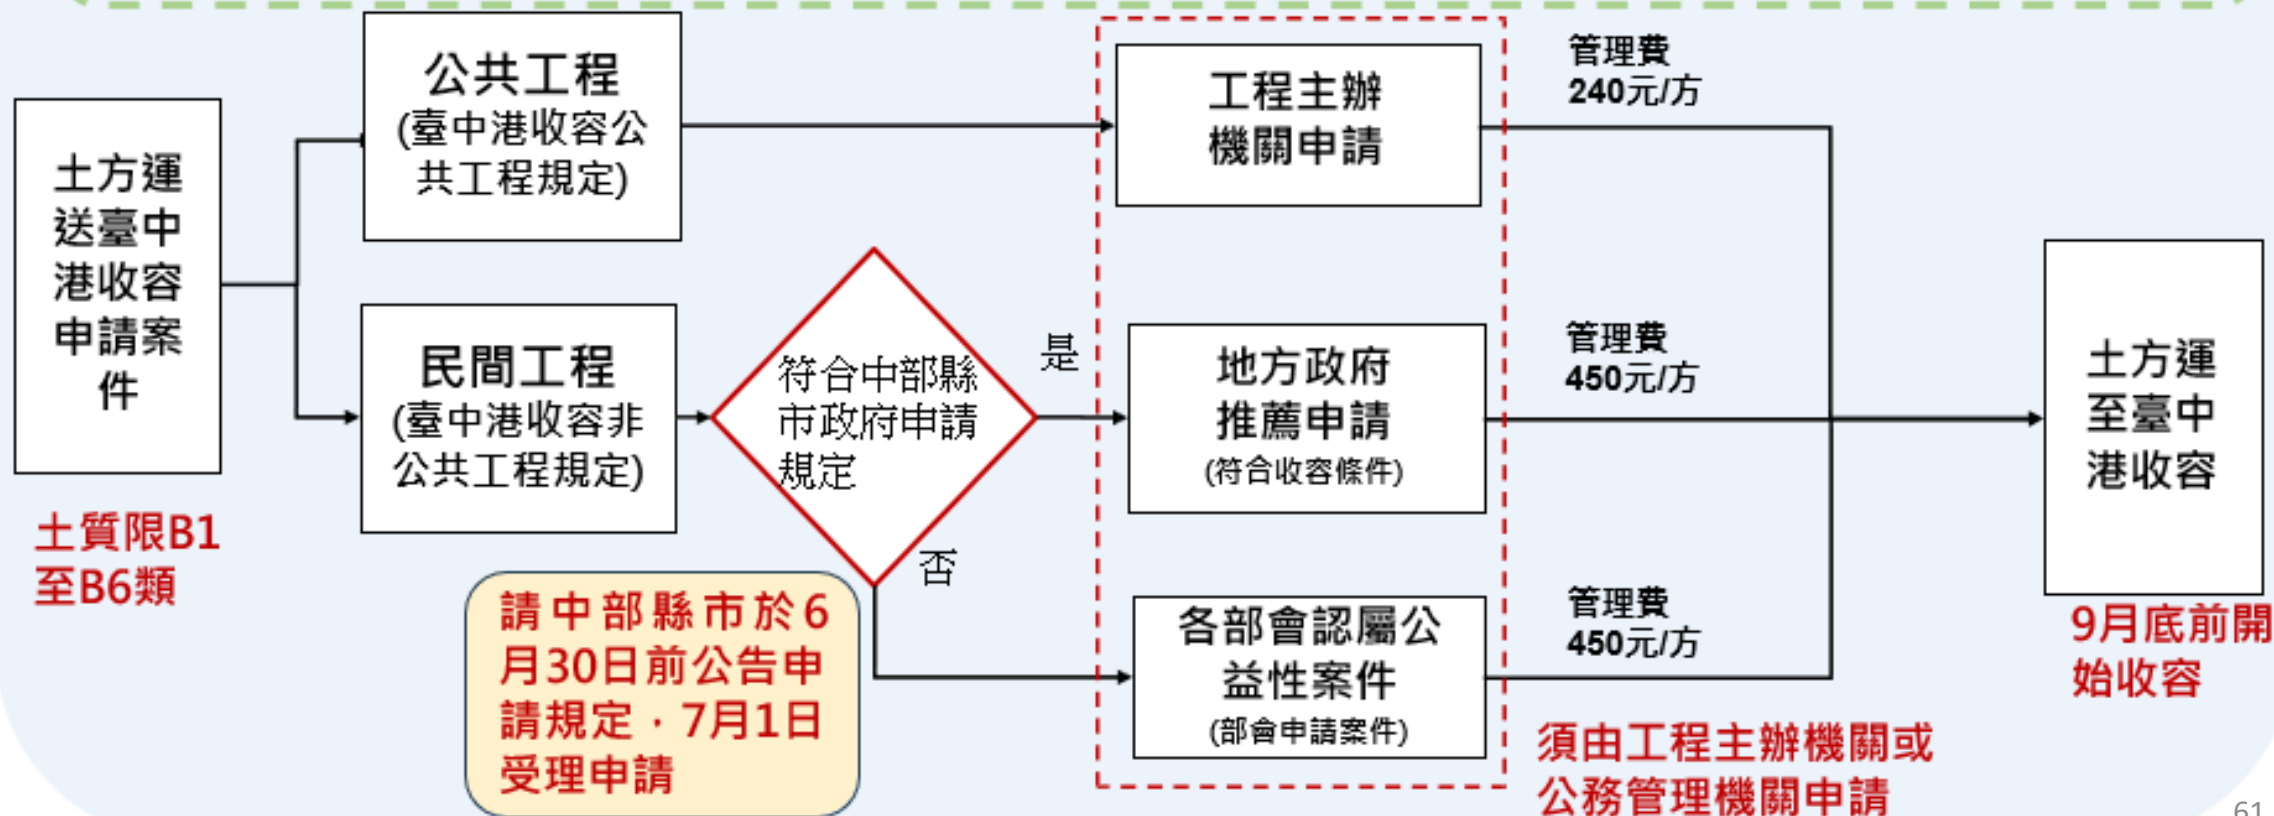 土方運
送臺中
港收容
申請案
件
土質限B1
至B6類
公共工程
(臺中港收容公
共工程規定)
民間工程
(臺中港收容非
公共工程規定)
符合中部縣
市政府申請
規定
是
否
請中部縣市於6
月30日前公告申
請規定，7月1日
受理申請
工程主辦
機關申請
地方政府
推薦申請
(符合收容條件)
各部會認屬公
益性案件
(部會申請案件)
管理費
240元/方
管理費
450元/方
管理費
450元/方
須由工程主辦機關或
公務管理機關申請
土方運
至臺中
港收容
9月底前開
始收容
61